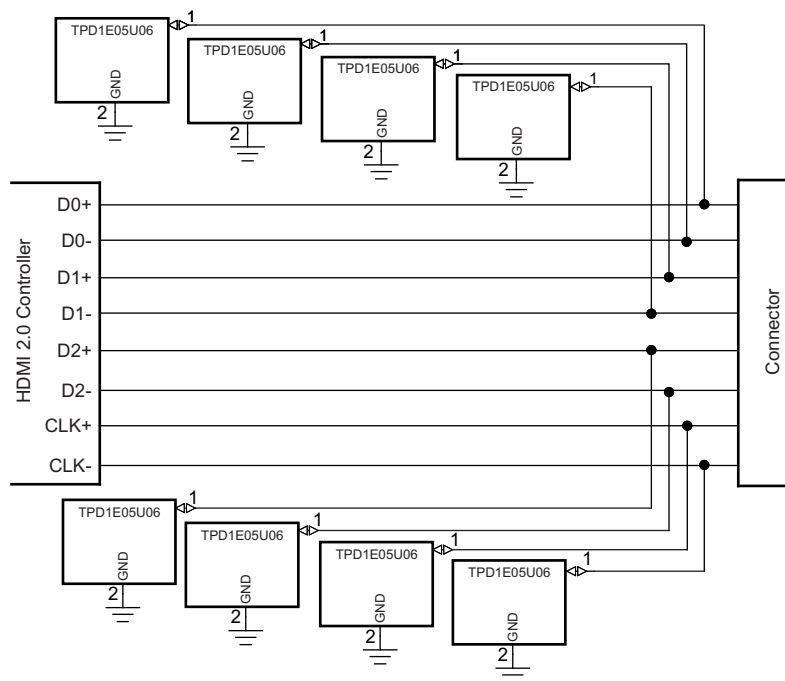 TPD1E05U06
1
GND
2
TPD1E05U06
1
GND
2
TPD1E05U06
1
GND
2
TPD1E05U06
1
GND
2
HDMI 2.0 Controller
D0+
D0-
D1+
D1-
D2+
D2-
CLK+
CLK-
Connector
TPD1E05U06
1
GND
2
TPD1E05U06
1
GND
2
TPD1E05U06
1
GND
2
TPD1E05U06
1
GND
2